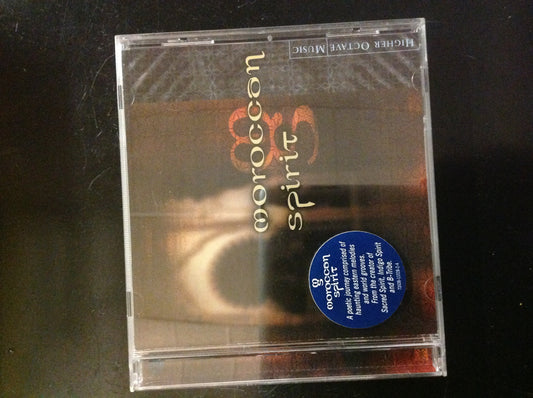 HIGHER OCTAVE MUSIC
moroccan
spirit
moroccan
spirit
A poetic journey comprised of
haunting eastern melodies
and world grooves.
From the creator of
Sacred Spirit, Indigo Spirit
and B-Tribe.